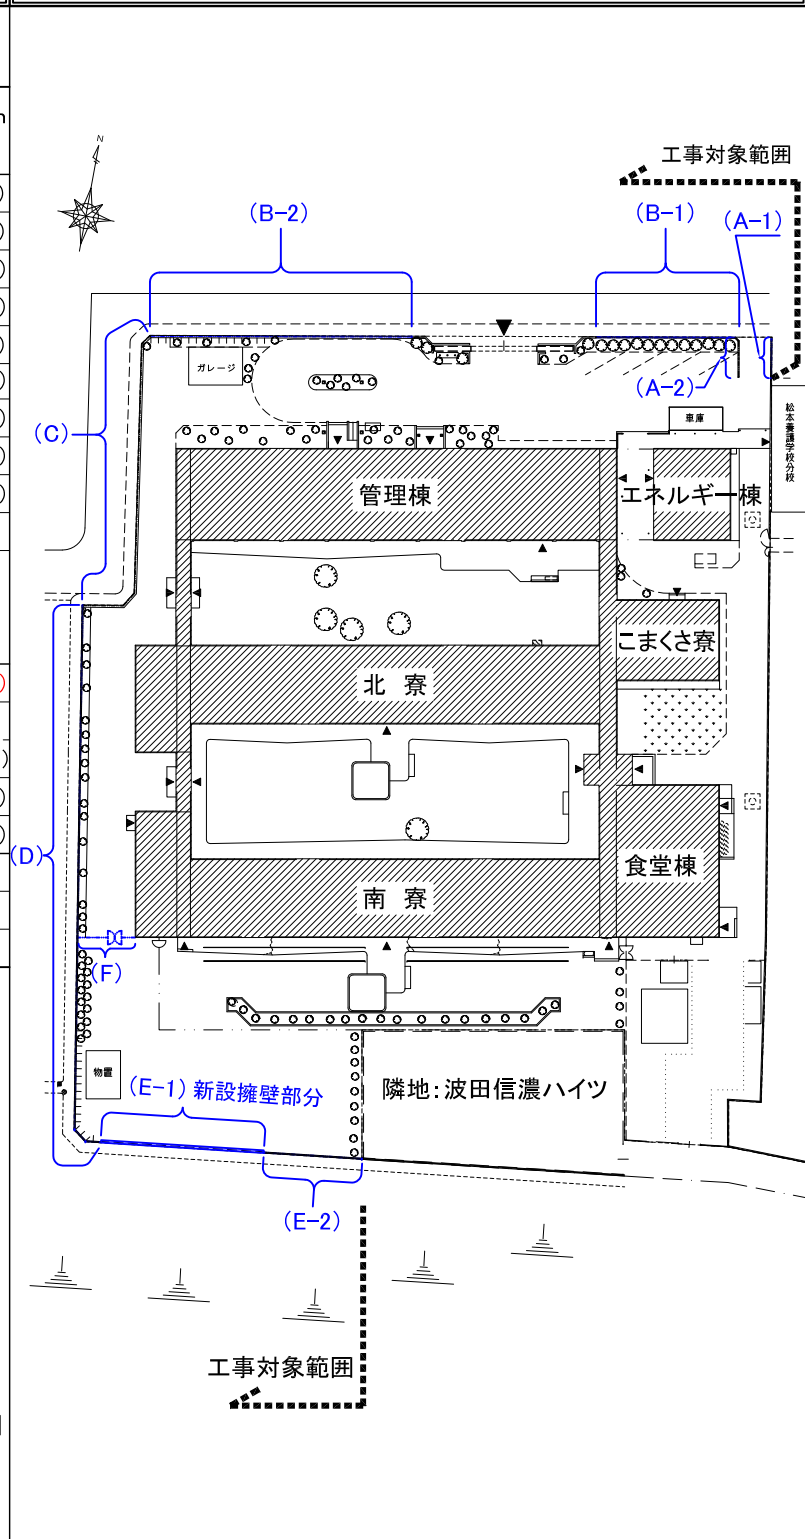 N
工事対象範囲
(B-2)
(B-1)
(A-1)
ガレージ
(A-2)
車庫
松本養護学校分校
(C)
管理棟
エネルギー棟
こまくさ寮
北 寮
(D)
食堂棟
南 寮
(F)
物置
(E-1) 新設擁壁部分
隣地:波田信濃ハイツ
(E-2)
工事対象範囲